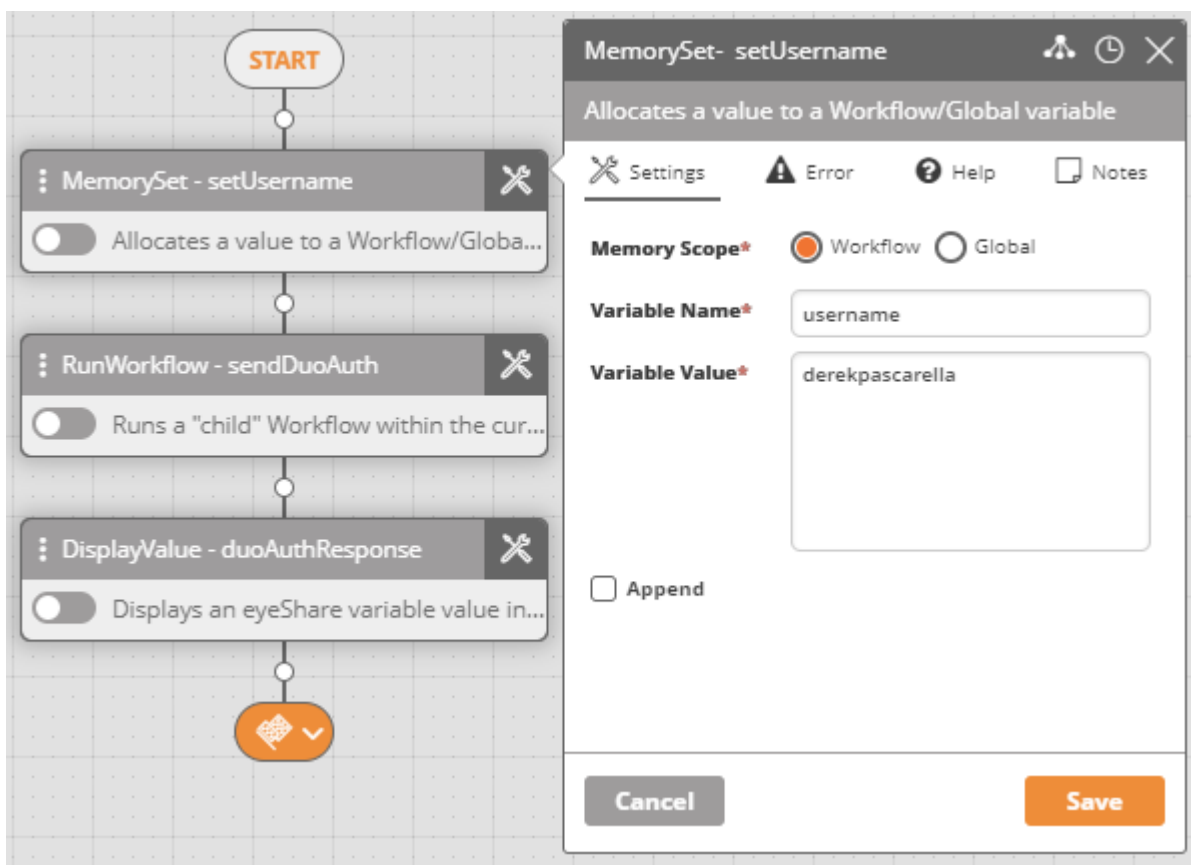 START
MemorySet - setUsername
Allocates a value to a Workflow/Globa...
RunWorkflow - sendDuoAuth
Runs a "child" Workflow within the cur...
DisplayValue - duoAuthResponse
Displays an eyeShare variable value in...
MemorySet- setUsername
Allocates a value to a Workflow/Global variable
Settings Error Help Notes
Memory Scope* Workflow Global
Variable Name* username
Variable Value* derekpascarella
Append
Cancel Save